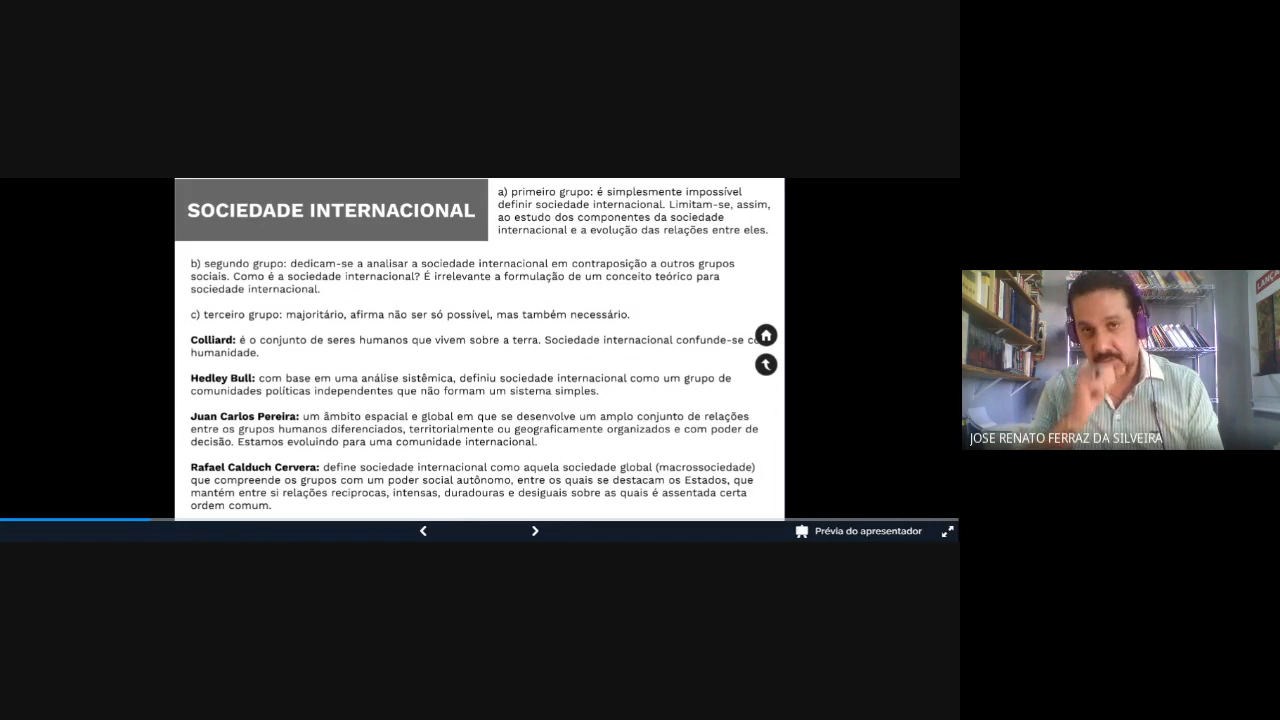 SOCIEDADE INTERNACIONAL
a) primeiro grupo: é simplesmente impossível
definir sociedade internacional. Limitam-se, assim,
ao estudo dos componentes da sociedade
internacional e a evolução das relações entre eles.
b) segundo grupo: dedicam-se a analisar a sociedade internacional em contraposição a outros grupos
sociais. Como é a sociedade internacional? É irrelevante a formulação de um conceito teórico para
sociedade internacional.
c) terceiro grupo: majoritário, afirma não ser só possível, mas também necessário.
Colliard: é o conjunto de seres humanos que vivem sobre a terra. Sociedade internacional confunde-se
humanidade.
Hedley Bull: com base em uma análise sistêmica, definiu sociedade internacional como um grupo de
comunidades políticas independentes que não formam um sistema simples.
Juan Carlos Pereira: um âmbito espacial e global em que se desenvolve um amplo conjunto de relações
entre os grupos humanos diferenciados, territorialmente ou geograficamente organizados e com poder de
decisão. Estamos evoluindo para uma comunidade internacional.
Rafael Calduch Cervera: define sociedade internacional como aquela sociedade global (macrossociedade)
que compreende os grupos com um poder social autônomo, entre os quais se destacam os Estados, que
mantém entre si relações reciprocas, intensas, duradouras e desiguais sobre as quais é assentada certa
ordem comum.
Prévia do apresentador
JOSE RENATO FERRAZ DA SILVEIRA